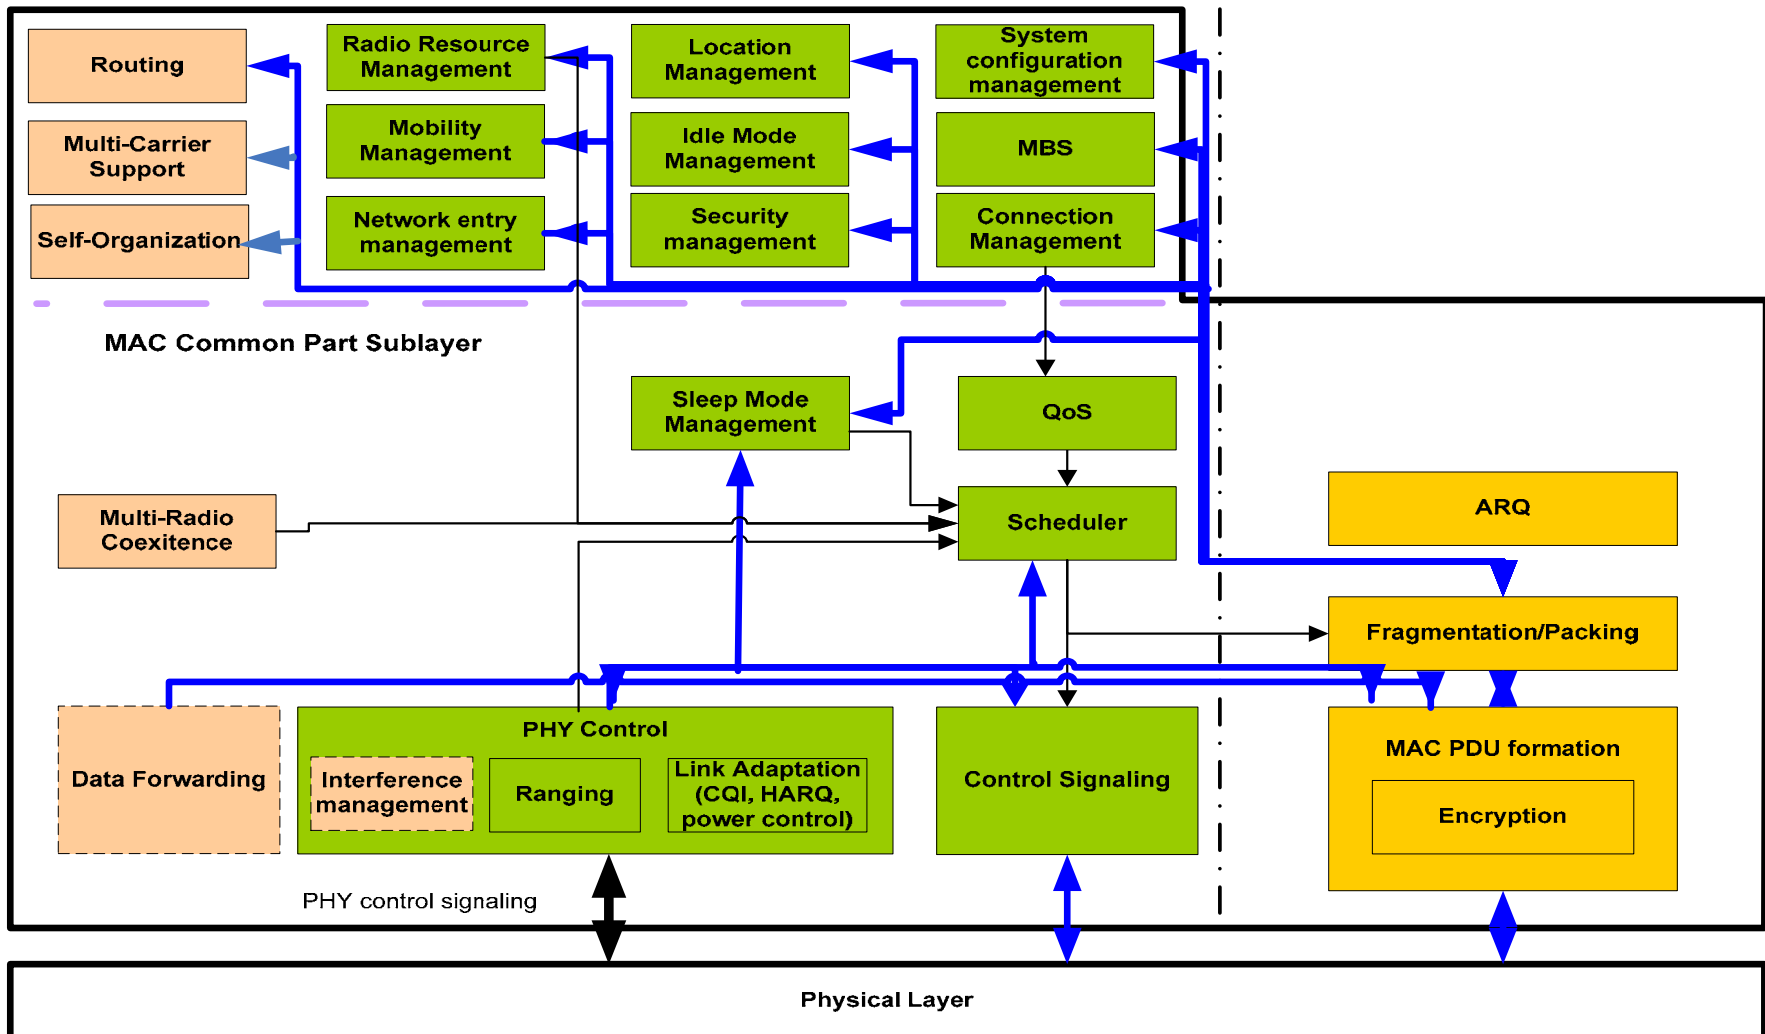 Routing
Radio Resource
Management
Location
Management
System
configuration
management
Multi-Carrier
Support
Mobility
Management
Idle Mode
Management
MBS
Self-Organization
Network entry
management
Security
management
Connection
Management
MAC Common Part Sublayer
Sleep Mode
Management
QoS
Multi-Radio
Coexitence
Scheduler
ARQ
Fragmentation/Packing
Data Forwarding
PHY Control
Interference
management
Ranging
Link Adaptation
(CQI, HARQ,
power control)
Control Signaling
MAC PDU formation
Encryption
PHY control signaling
Physical Layer